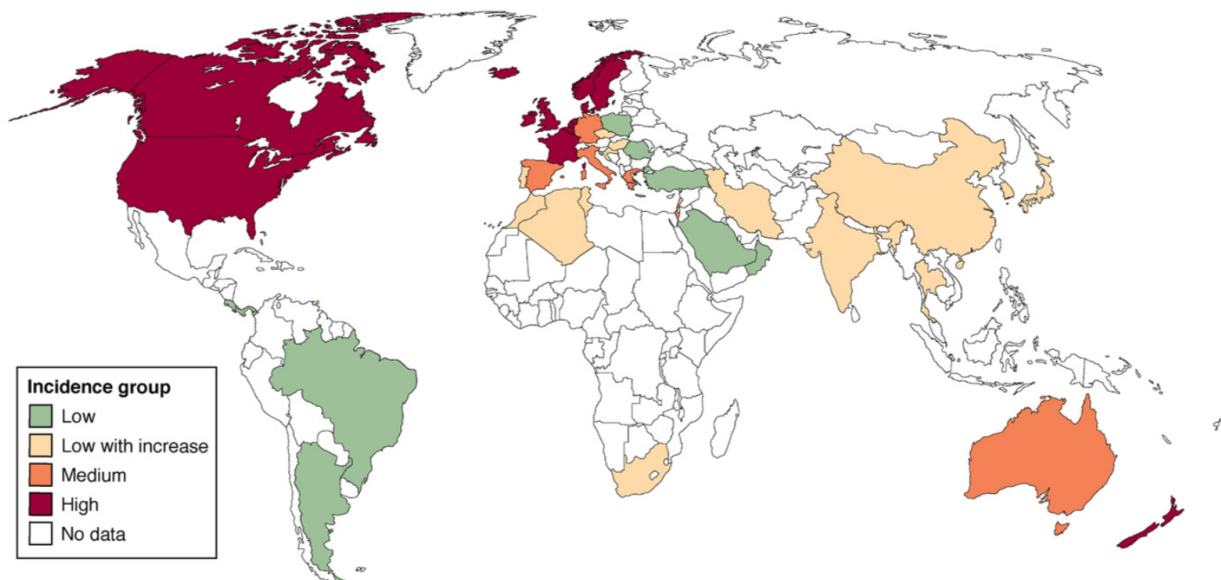 Incidence group
Low
Low with increase
Medium
High
No data